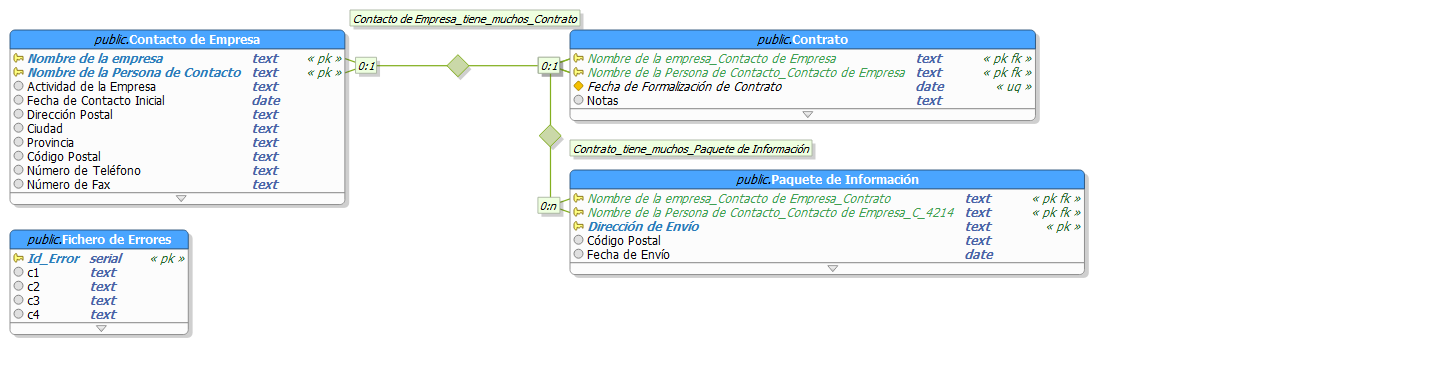 Contacto de Empresa_tiene_muchos_Contrato
public.Contacto de Empresa
Nombre de la empresa text « pk »
Nombre de la Persona de Contacto text « pk »
Actividad de la Empresa text
Fecha de Contacto Inicial date
Dirección Postal text
Ciudad text
Provincia text
Código Postal text
Número de Teléfono text
Número de Fax text
0:1
0:1
public.Contrato
Nombre de la empresa_Contacto de Empresa text « pk fk »
Nombre de la Persona de Contacto_Contacto de Empresa text « pk fk »
Fecha de Formalización de Contrato date « uq »
Notas text
Contrato_tiene_muchos_Paquete de Información
0:n
public.Paquete de Información
Nombre de la empresa_Contacto de Empresa_Contrato text « pk fk »
Nombre de la Persona de Contacto_Contacto de Empresa_C_4214 text « pk fk »
Dirección de Envío text « pk »
Código Postal text
Fecha de Envío date
public.Fichero de Errores
Id_Error serial « pk »
c1 text
c2 text
c3 text
c4 text